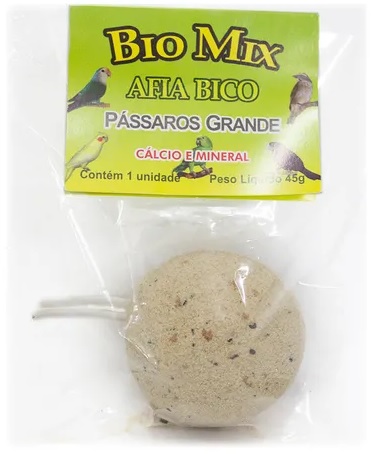 BIO MIX
AFIA BICO
PÁSSAROS GRANDE
CÁLCIO E MINERAL
Contém 1 unidade
Peso Líquido 45g